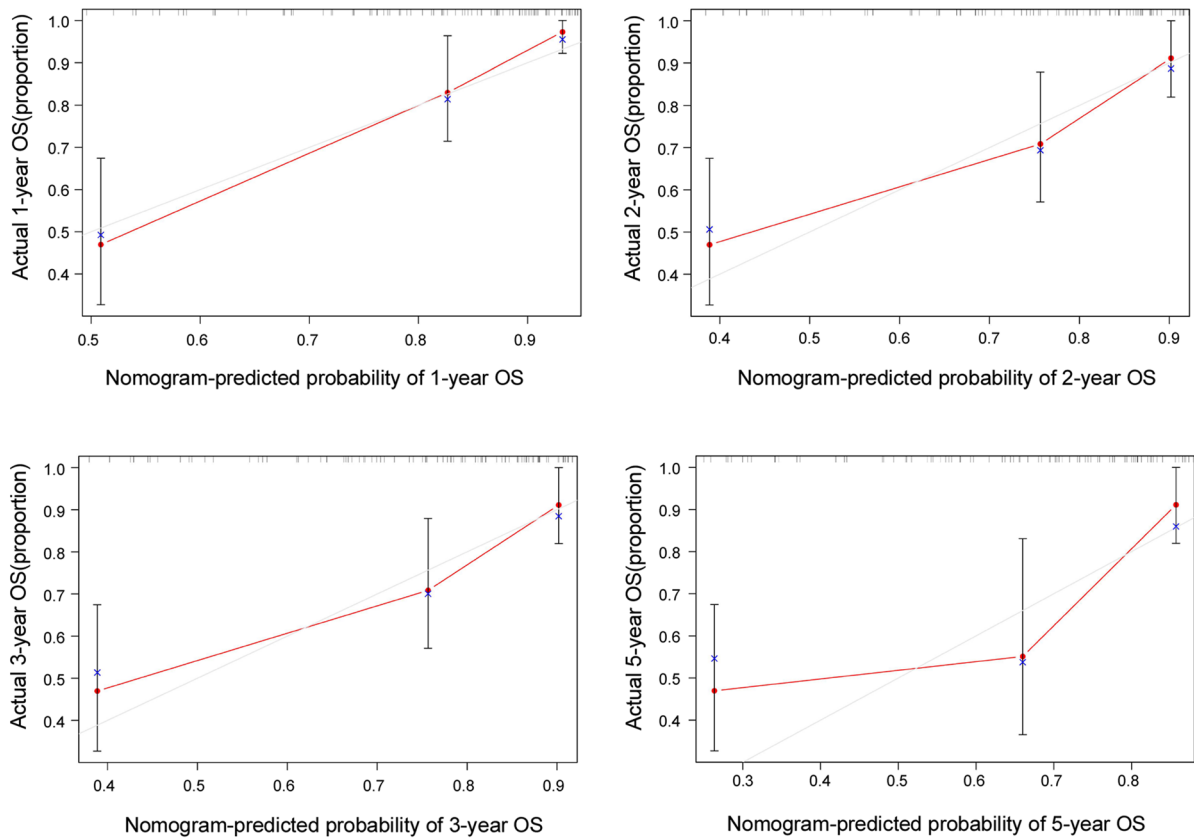 Actual 1-year OS(proportion)
1.0
0.9
0.8
0.7
0.6
0.5
0.4
0.5 0.6 0.7 0.8 0.9
Nomogram-predicted probability of 1-year OS
Actual 2-year OS(proportion)
1.0
0.9
0.8
0.7
0.6
0.5
0.4
0.4 0.5 0.6 0.7 0.8 0.9
Nomogram-predicted probability of 2-year OS
Actual 3-year OS(proportion)
1.0
0.9
0.8
0.7
0.6
0.5
0.4
0.4 0.5 0.6 0.7 0.8 0.9
Nomogram-predicted probability of 3-year OS
Actual 5-year OS(proportion)
1.0
0.9
0.8
0.7
0.6
0.5
0.4
0.3 0.4 0.5 0.6 0.7 0.8
Nomogram-predicted probability of 5-year OS